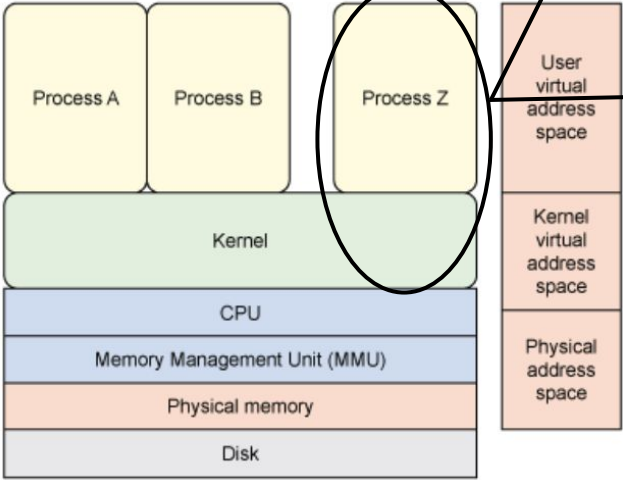 Process A
Process B
Process Z
Kernel
CPU
Memory Management Unit (MMU)
Physical memory
Disk
User
virtual
address
space
Kernel
virtual
address
space
Physical
address
space